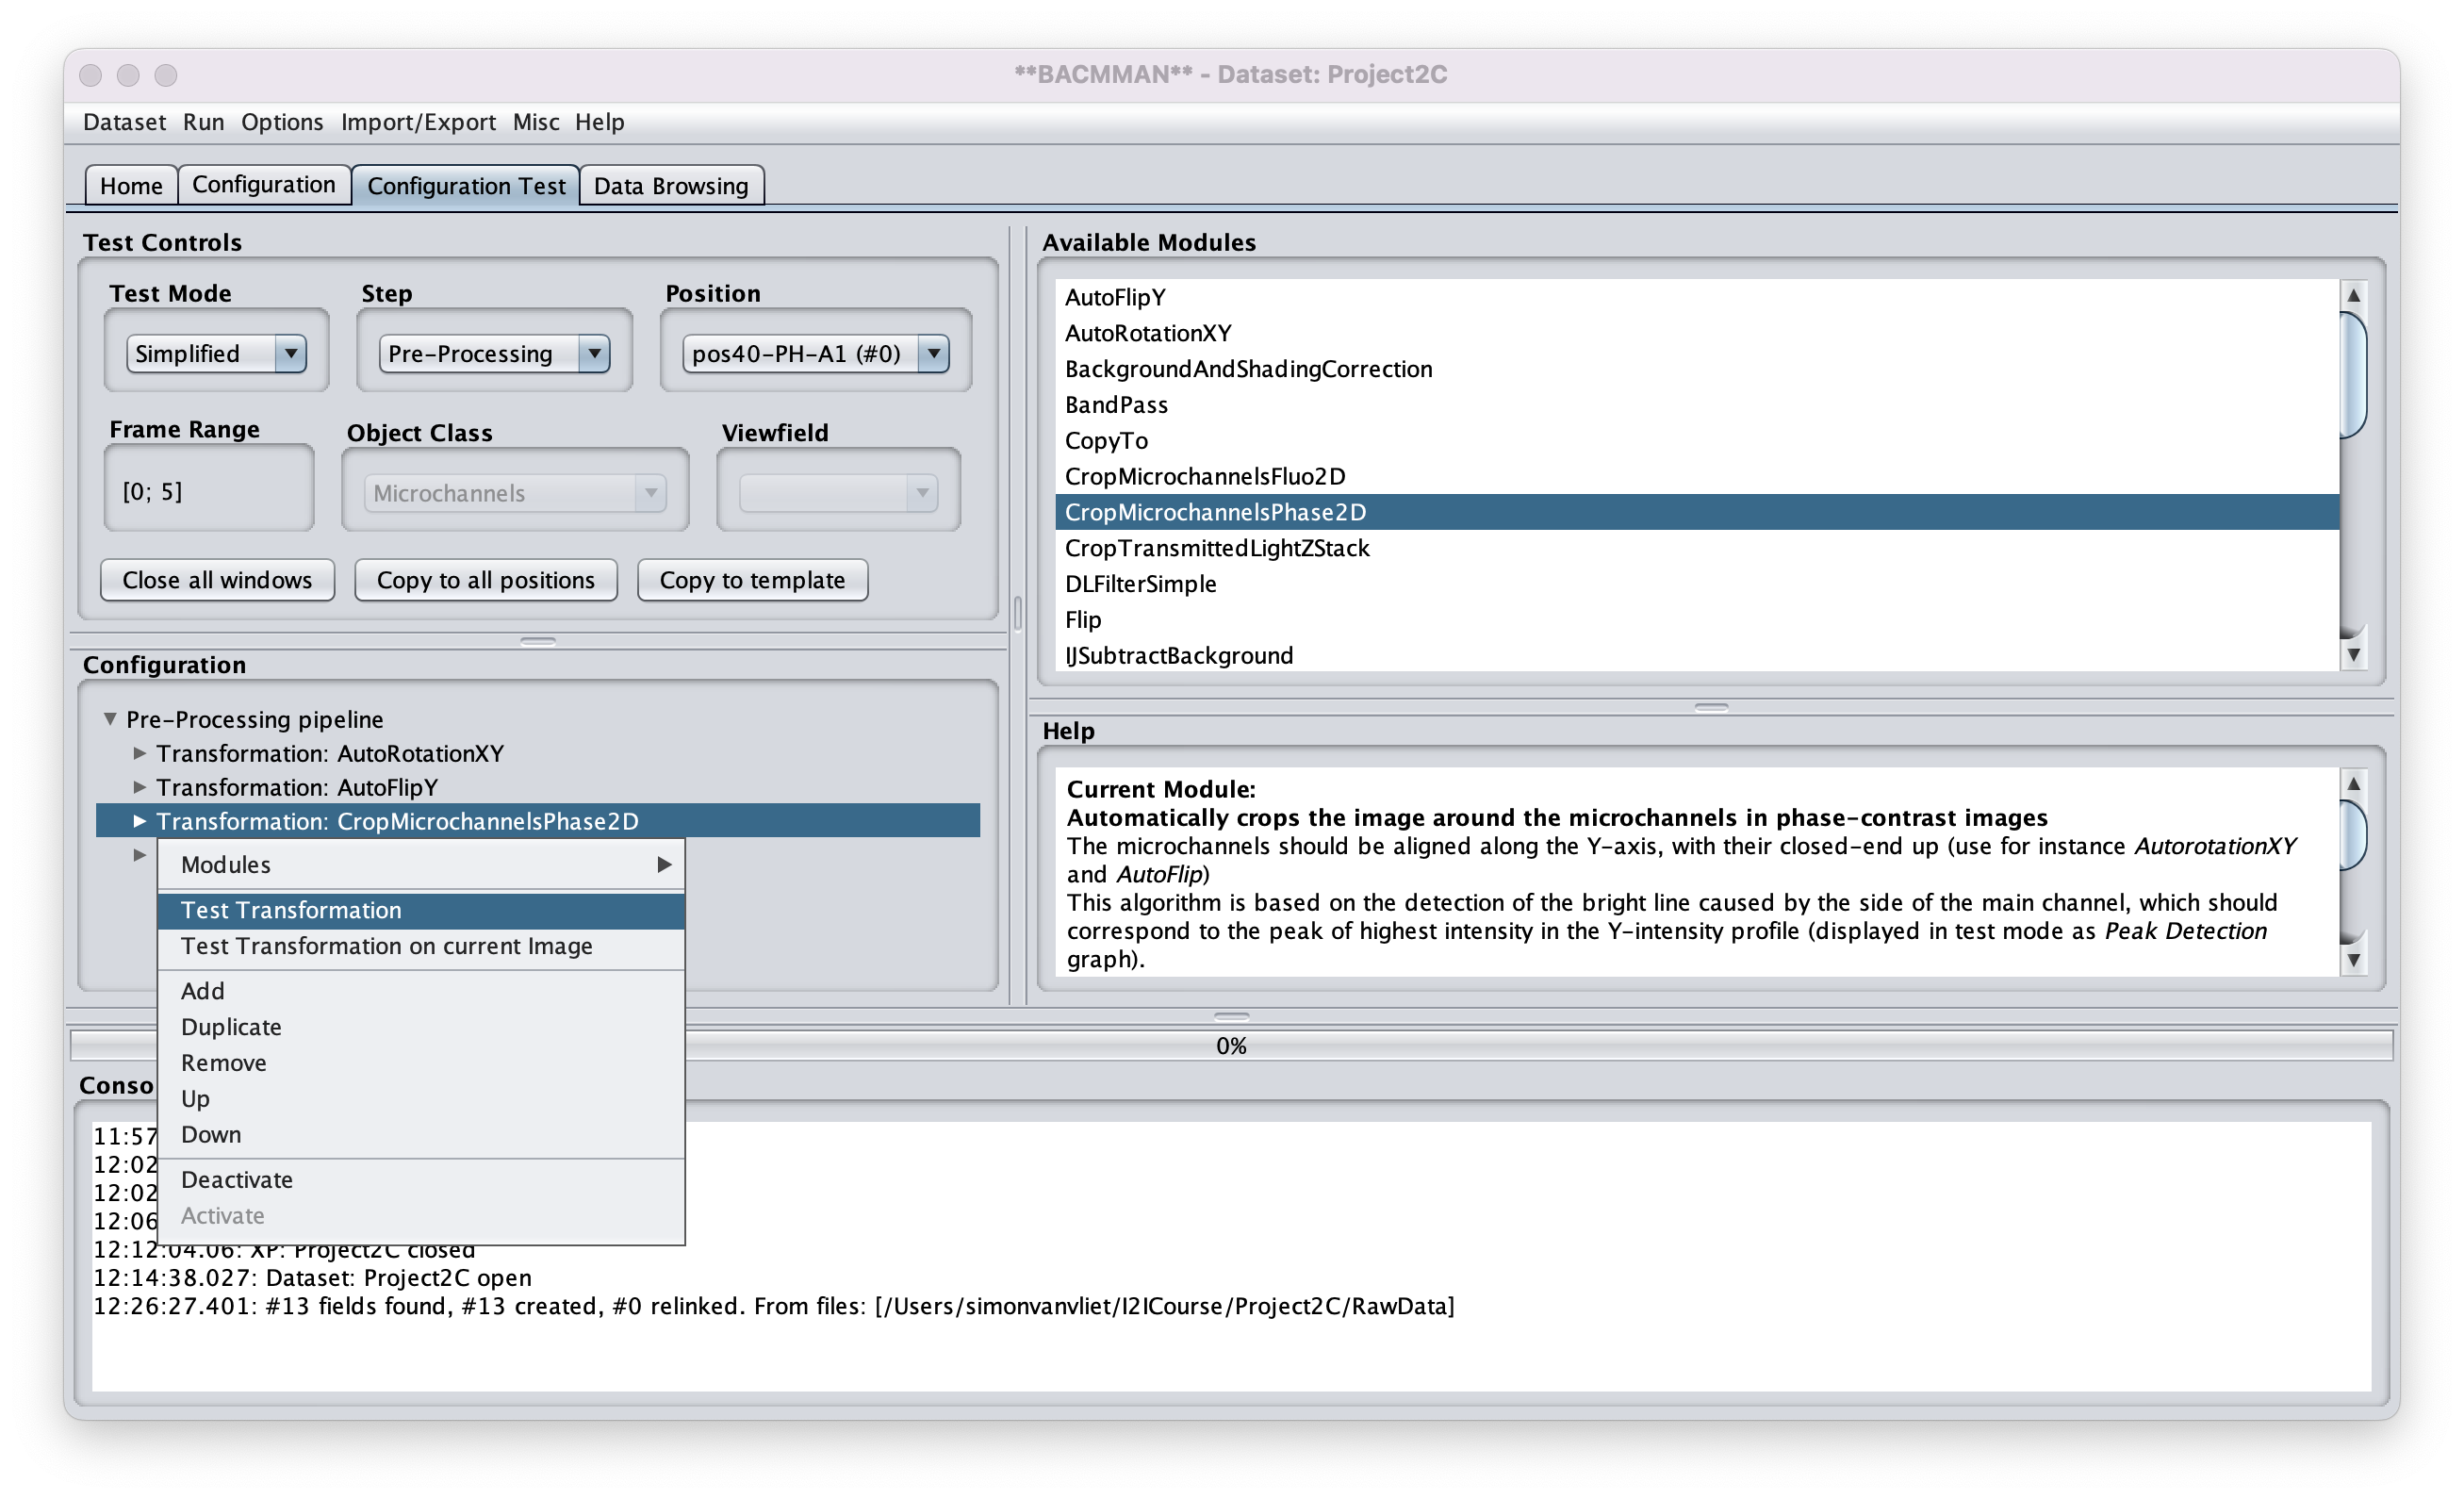 **BACMMAN** - Dataset: Project2C
Dataset Run Options Import/Export Misc Help
Home Configuration Configuration Test Data Browsing
Test Controls
Test Mode Step Position
Simplified Pre-Processing pos40-PH-A1 (#0)
Frame Range Object Class Viewfield
[0; 5] Microchannels
Close all windows Copy to all positions Copy to template
Configuration
Pre-Processing pipeline
Transformation: AutoRotationXY
Transformation: AutoFlipY
Transformation: CropMicrochannelsPhase2D
Modules
Test Transformation
Test Transformation on current Image
Add
Duplicate
Remove
Up
Down
Deactivate
Activate
Available Modules
AutoFlipY
AutoRotationXY
BackgroundAndShadingCorrection
BandPass
CopyTo
CropMicrochannelsFluo2D
CropMicrochannelsPhase2D
CropTransmittedLightZStack
DLFilterSimple
Flip
IJSubtractBackground
Help
Current Module:
Automatically crops the image around the microchannels in phase-contrast images
The microchannels should be aligned along the Y-axis, with their closed-end up (use for instance AutorotationXY
and AutoFlip)
This algorithm is based on the detection of the bright line caused by the side of the main channel, which should
correspond to the peak of highest intensity in the Y-intensity profile (displayed in test mode as Peak Detection
graph).
0%
Conso
11:57
12:02
12:02
12:06
12:12:04.06: XP: Project2C closed
12:14:38.027: Dataset: Project2C open
12:26:27.401: #13 fields found, #13 created, #0 relinked. From files: [/Users/simonvanvliet/I2ICourse/Project2C/RawData]